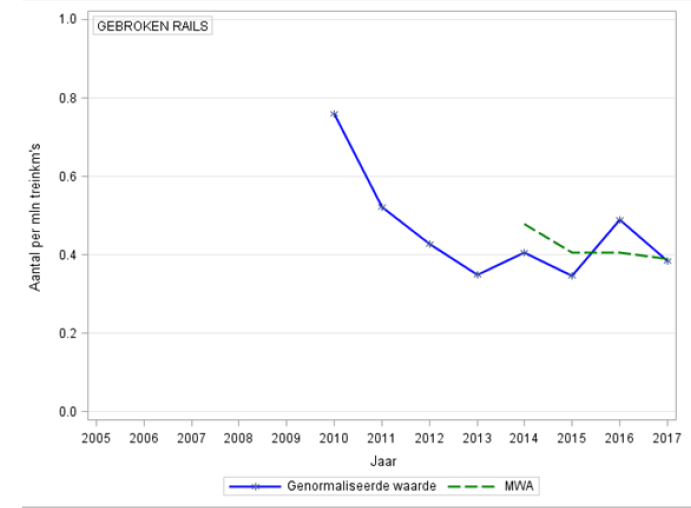 GEBROKEN RAILS
1.0
0.8
0.6
0.4
0.2
0.0
Aantal per mln treinkm's
2005 2006 2007 2008 2009 2010 2011 2012 2013 2014 2015 2016 2017
Jaar
Genormaliseerde waarde MWA